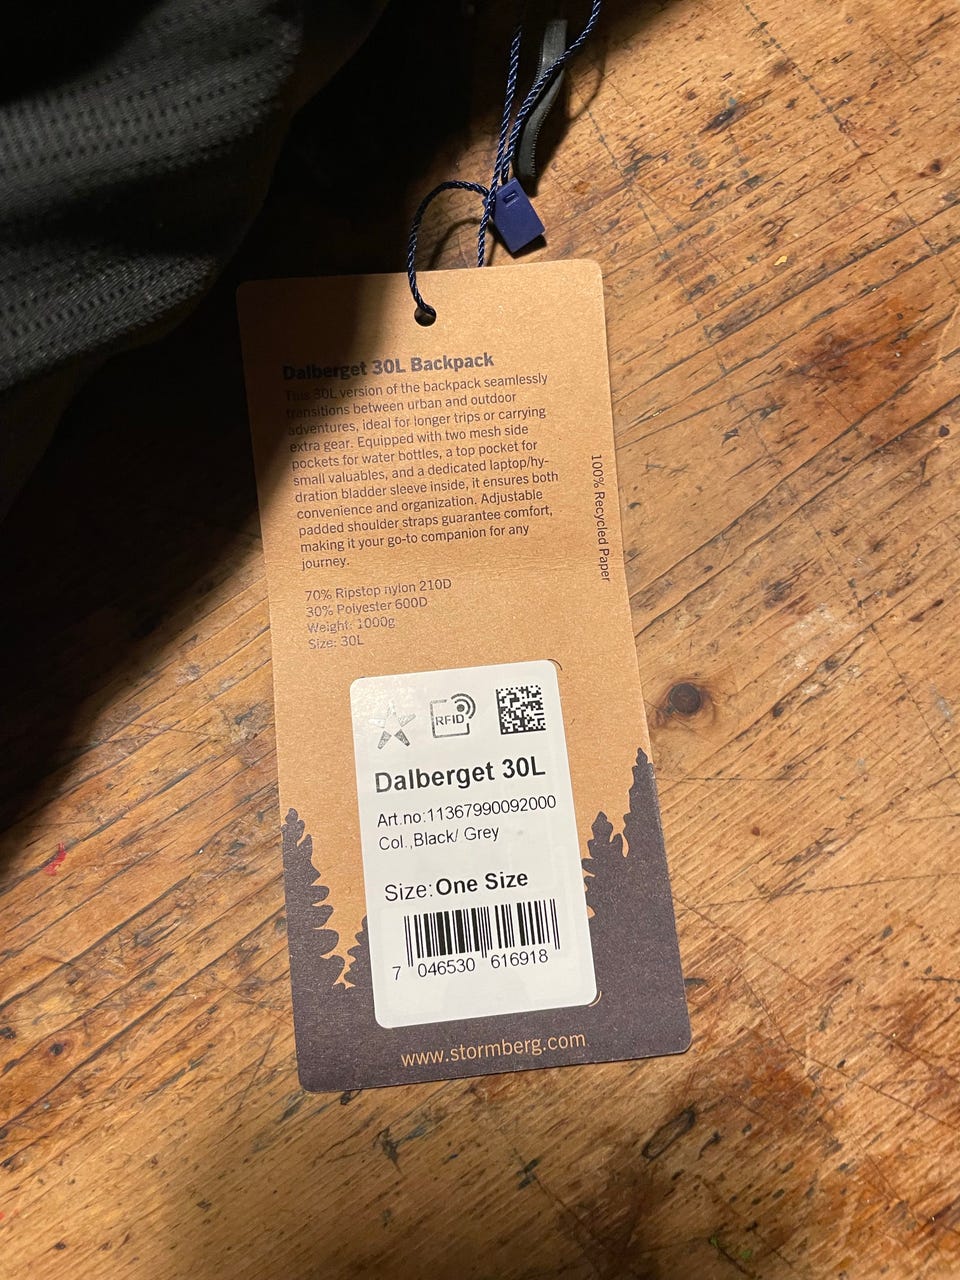 Dalberget 30L Backpack
This 30L version of the backpack seamlessly
transitions between urban and outdoor
adventures, ideal for longer trips or carrying
extra gear. Equipped with two mesh side
pockets for water bottles, a top pocket for
small valuables, and a dedicated laptop/hy-
dration bladder sleeve inside, it ensures both
convenience and organization. Adjustable
padded shoulder straps guarantee comfort,
making it your go-to companion for any
journey.
70% Ripstop nylon 210D
30% Polyester 600D
Weight: 1000g
Size: 30L
100% Recycled Paper
RFID
Dalberget 30L
Art.no:11367990092000
Col.,Black/ Grey
Size:One Size
7 046530 616918
www.stormberg.com